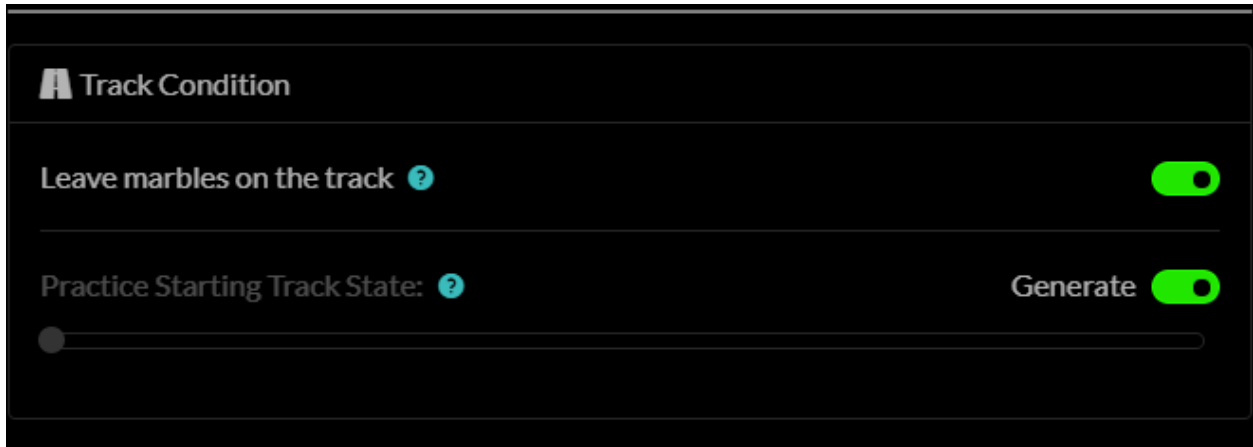 Track Condition
Leave marbles on the track ?
Practice Starting Track State: ? Generate